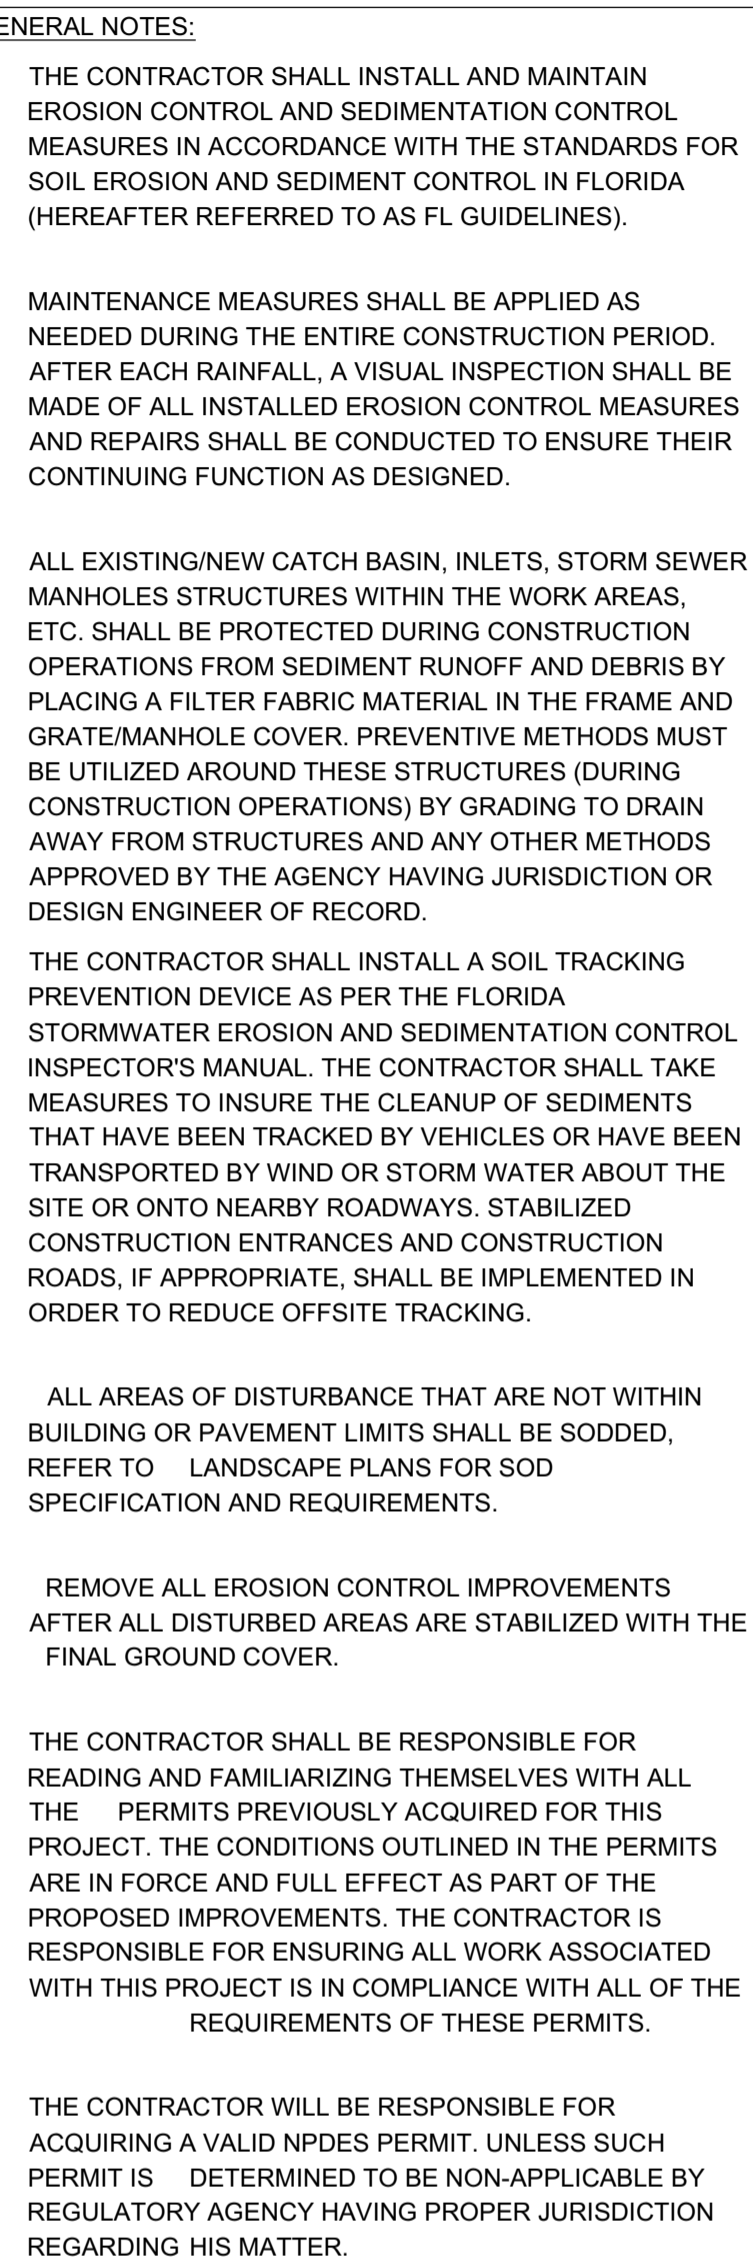 ENERAL NOTES:
THE CONTRACTOR SHALL INSTALL AND MAINTAIN
EROSION CONTROL AND SEDIMENTATION CONTROL
MEASURES IN ACCORDANCE WITH THE STANDARDS FOR
SOIL EROSION AND SEDIMENT CONTROL IN FLORIDA
(HEREAFTER REFERRED TO AS FL GUIDELINES).
MAINTENANCE MEASURES SHALL BE APPLIED AS
NEEDED DURING THE ENTIRE CONSTRUCTION PERIOD.
AFTER EACH RAINFALL, A VISUAL INSPECTION SHALL BE
MADE OF ALL INSTALLED EROSION CONTROL MEASURES
AND REPAIRS SHALL BE CONDUCTED TO ENSURE THEIR
CONTINUING FUNCTION AS DESIGNED.
ALL EXISTING/NEW CATCH BASIN, INLETS, STORM SEWER
MANHOLES STRUCTURES WITHIN THE WORK AREAS,
ETC. SHALL BE PROTECTED DURING CONSTRUCTION
OPERATIONS FROM SEDIMENT RUNOFF AND DEBRIS BY
PLACING A FILTER FABRIC MATERIAL IN THE FRAME AND
GRATE/MANHOLE COVER. PREVENTIVE METHODS MUST
BE UTILIZED AROUND THESE STRUCTURES (DURING
CONSTRUCTION OPERATIONS) BY GRADING TO DRAIN
AWAY FROM STRUCTURES AND ANY OTHER METHODS
APPROVED BY THE AGENCY HAVING JURISDICTION OR
DESIGN ENGINEER OF RECORD.
THE CONTRACTOR SHALL INSTALL A SOIL TRACKING
PREVENTION DEVICE AS PER THE FLORIDA
STORMWATER EROSION AND SEDIMENTATION CONTROL
INSPECTOR'S MANUAL. THE CONTRACTOR SHALL TAKE
MEASURES TO INSURE THE CLEANUP OF SEDIMENTS
THAT HAVE BEEN TRACKED BY VEHICLES OR HAVE BEEN
TRANSPORTED BY WIND OR STORM WATER ABOUT THE
SITE OR ONTO NEARBY ROADWAYS. STABILIZED
CONSTRUCTION ENTRANCES AND CONSTRUCTION
ROADS, IF APPROPRIATE, SHALL BE IMPLEMENTED IN
ORDER TO REDUCE OFFSITE TRACKING.
ALL AREAS OF DISTURBANCE THAT ARE NOT WITHIN
BUILDING OR PAVEMENT LIMITS SHALL BE SODDED,
REFER TO LANDSCAPE PLANS FOR SOD
SPECIFICATION AND REQUIREMENTS.
REMOVE ALL EROSION CONTROL IMPROVEMENTS
AFTER ALL DISTURBED AREAS ARE STABILIZED WITH THE
FINAL GROUND COVER.
THE CONTRACTOR SHALL BE RESPONSIBLE FOR
READING AND FAMILIARIZING THEMSELVES WITH ALL
THE PERMITS PREVIOUSLY ACQUIRED FOR THIS
PROJECT. THE CONDITIONS OUTLINED IN THE PERMITS
ARE IN FORCE AND FULL EFFECT AS PART OF THE
PROPOSED IMPROVEMENTS. THE CONTRACTOR IS
RESPONSIBLE FOR ENSURING ALL WORK ASSOCIATED
WITH THIS PROJECT IS IN COMPLIANCE WITH ALL OF THE
REQUIREMENTS OF THESE PERMITS.
THE CONTRACTOR WILL BE RESPONSIBLE FOR
ACQUIRING A VALID NPDES PERMIT. UNLESS SUCH
PERMIT IS DETERMINED TO BE NON-APPLICABLE BY
REGULATORY AGENCY HAVING PROPER JURISDICTION
REGARDING HIS MATTER.